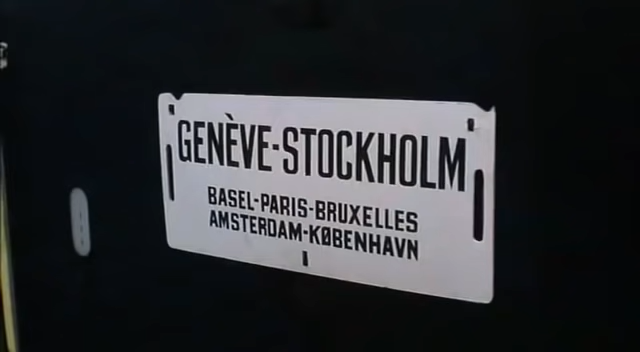 GENÈVE-STOCKHOLM
BASEL-PARIS-BRUXELLES
AMSTERDAM-KØBENHAVN